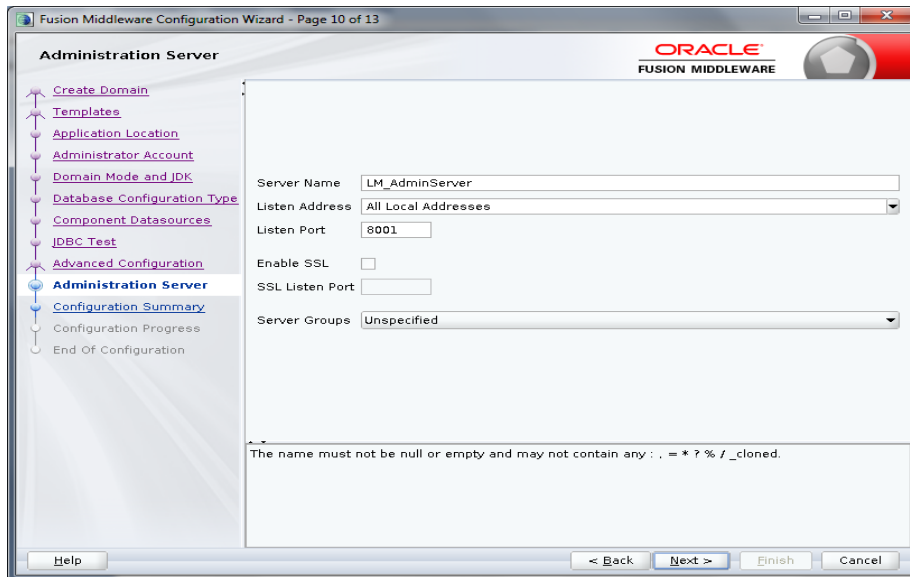 Fusion Middleware Configuration Wizard - Page 10 of 13
Administration Server
ORACLE
FUSION MIDDLEWARE
Create Domain
Templates
Application Location
Administrator Account
Domain Mode and JDK
Database Configuration Type
Component Datasources
JDBC Test
Advanced Configuration
Administration Server
Configuration Summary
Configuration Progress
End Of Configuration
Server Name LM_AdminServer
Listen Address All Local Addresses
Listen Port 8001
Enable SSL
SSL Listen Port
Server Groups Unspecified
The name must not be null or empty and may not contain any : , = * ? % / _cloned.
Help < Back Next > Finish Cancel